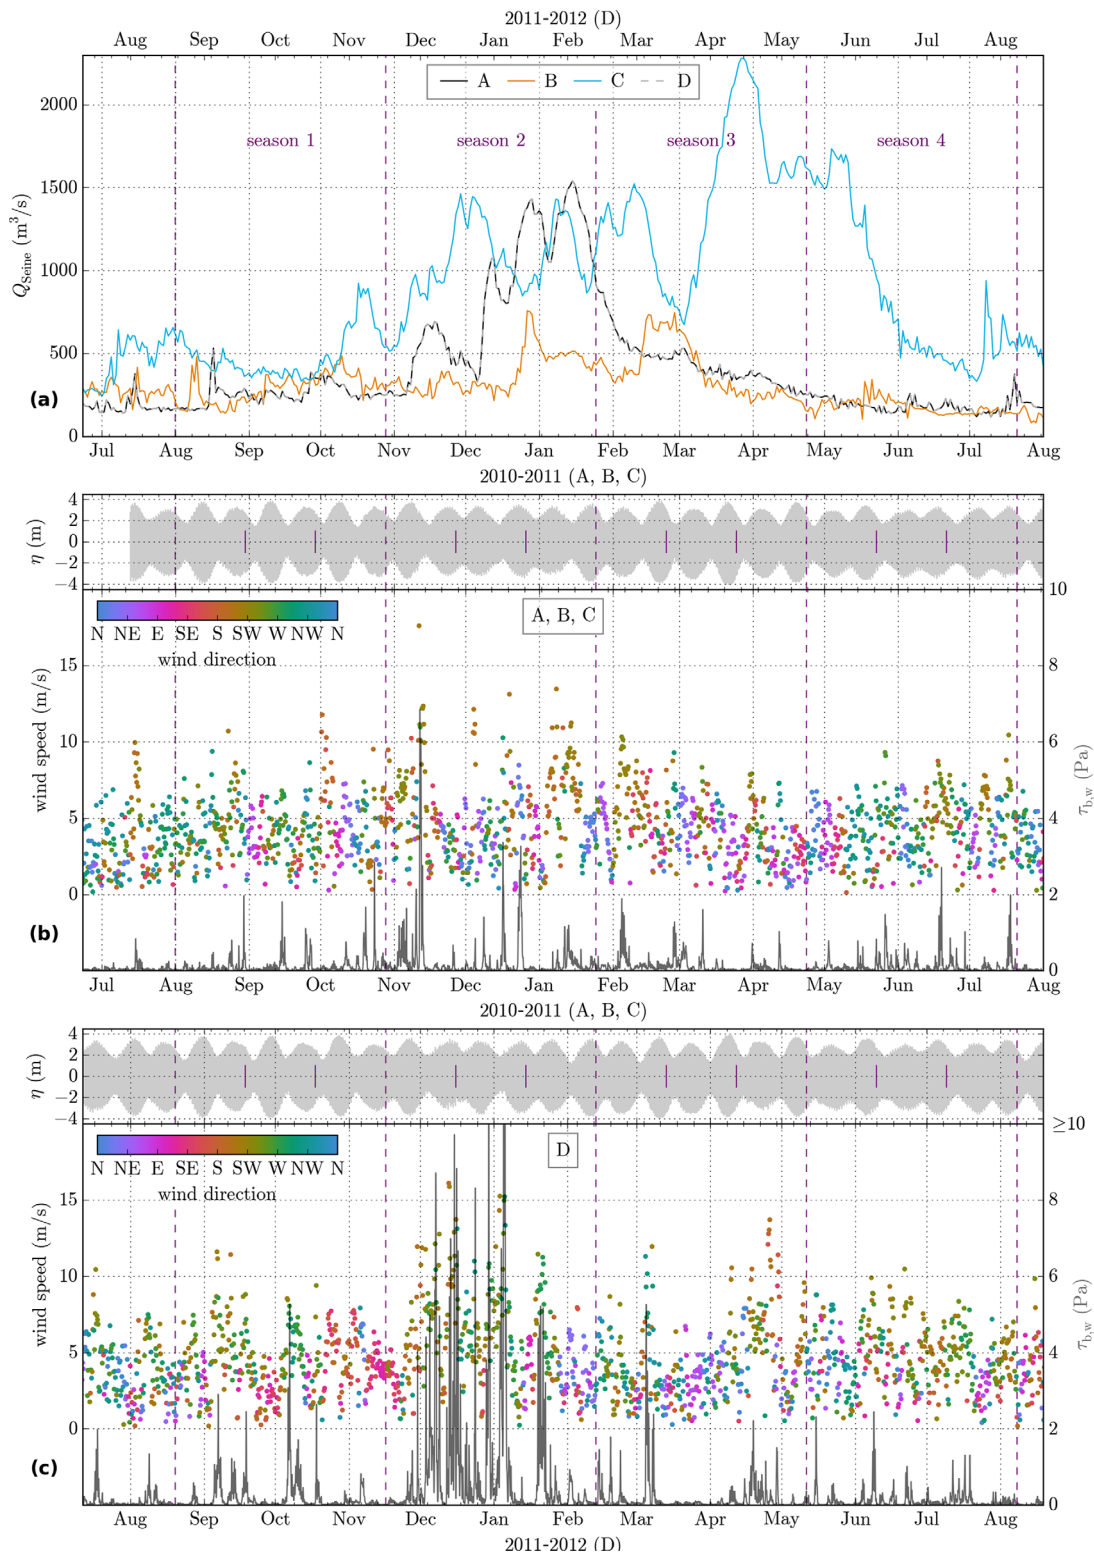 2011-2012 (D)
Aug Sep Oct Nov Dec Jan Feb Mar Apr May Jun Jul Aug
A B C D
2000
season 1 season 2 season 3 season 4
1500
Q_Seine (m³/s)
1000
500
(a)
0
Jul Aug Sep Oct Nov Dec Jan Feb Mar Apr May Jun Jul Aug
2010-2011 (A, B, C)
4
2
0
−2
−4
η (m)
10
A, B, C
N NE E SE S SW W NW N
wind direction
15 8
10 6
wind speed (m/s)
τ_b,w (Pa)
5 4
0 2
(b)
0
Jul Aug Sep Oct Nov Dec Jan Feb Mar Apr May Jun Jul Aug
2010-2011 (A, B, C)
4
2
0
−2
−4
η (m)
≥10
D
N NE E SE S SW W NW N
wind direction
15 8
10 6
wind speed (m/s)
τ_b,w (Pa)
5 4
0 2
(c)
0
Aug Sep Oct Nov Dec Jan Feb Mar Apr May Jun Jul Aug
2011-2012 (D)